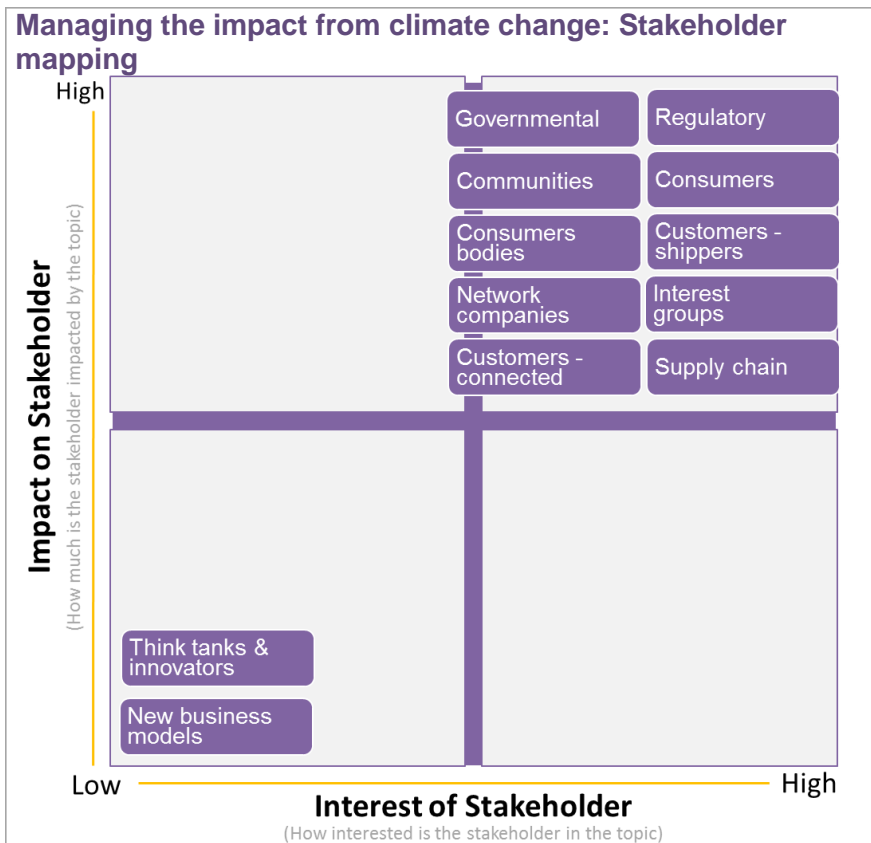 Managing the impact from climate change: Stakeholder
mapping
High
Governmental
Regulatory
Communities
Consumers
Consumers
bodies
Customers -
shippers
Network
companies
Interest
groups
Customers -
connected
Supply chain
Impact on Stakeholder
(How much is the stakeholder impacted by the topic)
Think tanks &
innovators
New business
models
Low
High
Interest of Stakeholder
(How interested is the stakeholder in the topic)